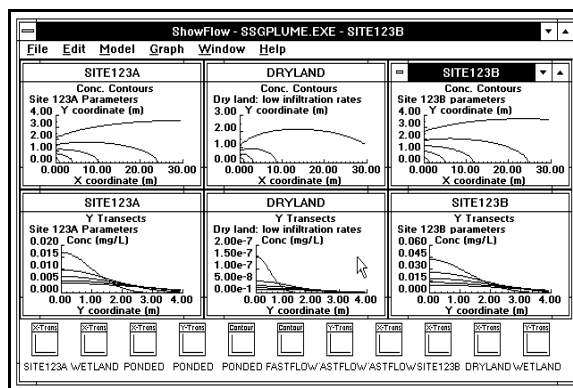 ShowFlow - SSGPLUME.EXE - SITE123B
File Edit Model Graph Window Help
SITE123A
Conc. Contours
Site 123A Parameters
Y coordinate (m)
4.00
3.00
2.00
1.00
0.00
0.000 10.00 20.00 30.00
X coordinate (m)
DRYLAND
Conc. Contours
Dry land: low infiltration rates
Y coordinate (m)
3.00
2.00
1.00
0.00
0.000 10.00 20.00 30.00
X coordinate (m)
SITE123B
Conc. Contours
Site 123B parameters
Y coordinate (m)
4.00
3.00
2.00
1.00
0.00
0.000 10.00 20.00 30.00
X coordinate (m)
SITE123A
Y Transects
Site 123A Parameters
Conc (mg/L)
0.020
0.015
0.010
0.005
0.000
0.00 1.00 2.00 3.00 4.00
Y coordinate (m)
DRYLAND
Y Transects
Dry land: low infiltration rates
Conc (mg/L)
2.00e-7
1.50e-7
1.00e-7
5.00e-8
0.00e-1
0.00 1.00 2.00 3.00 4.00
Y coordinate (m)
SITE123B
Y Transects
Site 123B parameters
Conc (mg/L)
0.060
0.045
0.030
0.015
0.000
0.00 1.00 2.00 3.00 4.00
Y coordinate (m)
X-Trans X-Trans X-Trans Y-Trans Contour Contour Y-Trans X-Trans X-Trans X-Trans Y-Trans
SITE123A WETLAND PONDED PONDED PONDED FASTFLOW 'ASTFLOW 'ASTFLOW SITE123B DRYLAND WETLAND